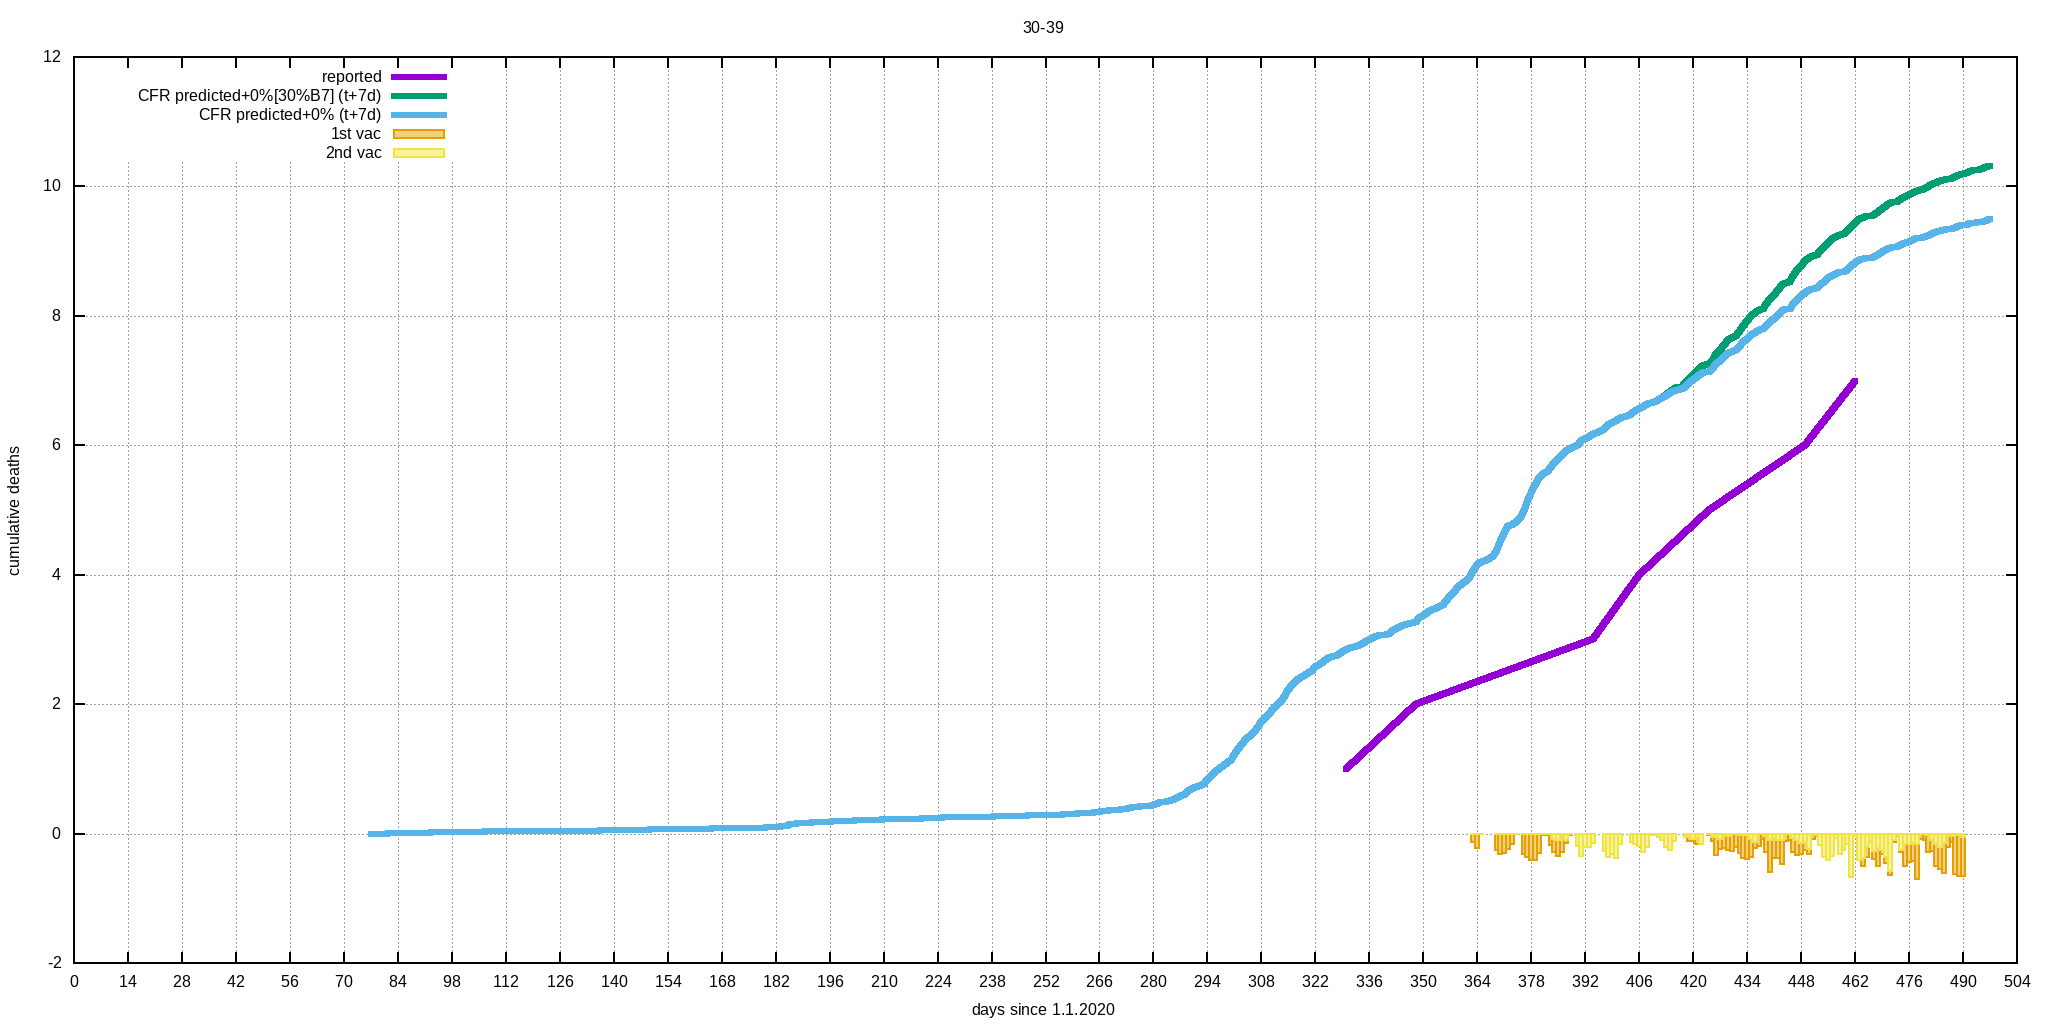 30-39
12
reported
CFR predicted+0%[30%B7] (t+7d)
CFR predicted+0% (t+7d)
1st vac
2nd vac
10
8
6
4
2
0
-2
cumulative deaths
0 14 28 42 56 70 84 98 112 126 140 154 168 182 196 210 224 238 252 266 280 294 308 322 336 350 364 378 392 406 420 434 448 462 476 490 504
days since 1.1.2020